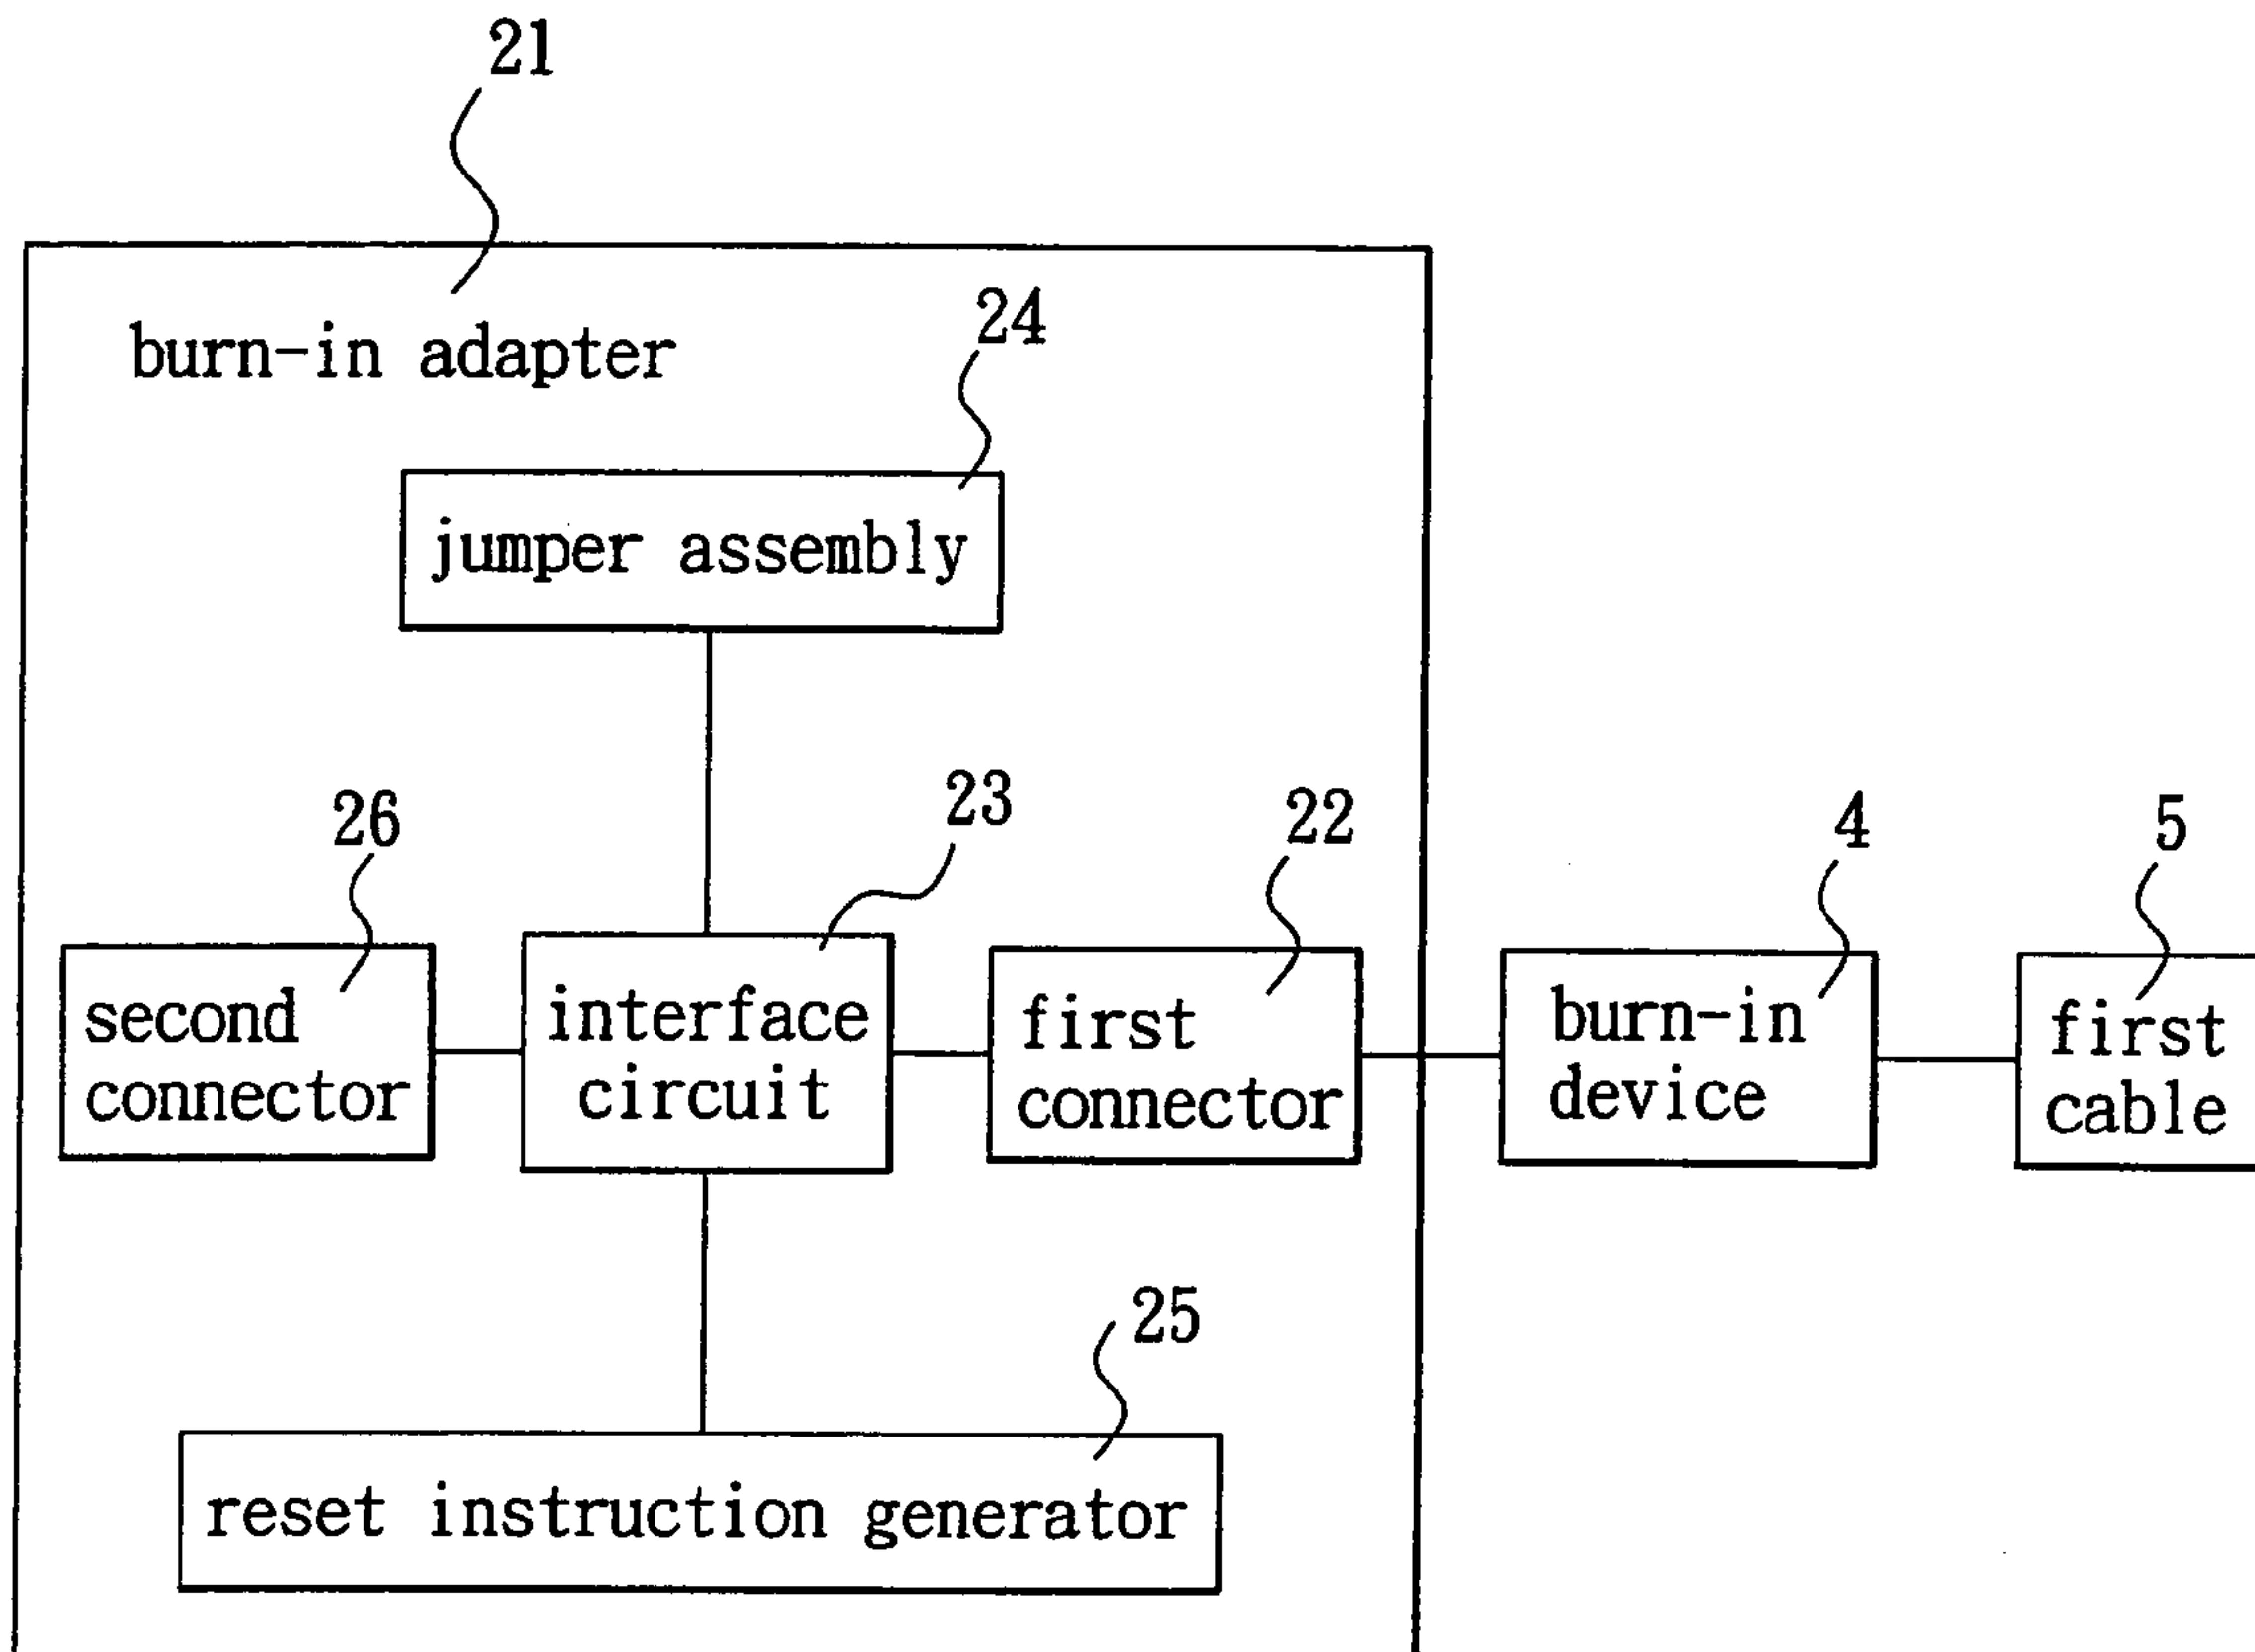 21
burn-in adapter
24
jumper assembly
26
23
22
4
5
second
connector
interface
circuit
first
connector
burn-in
device
first
cable
25
reset instruction generator